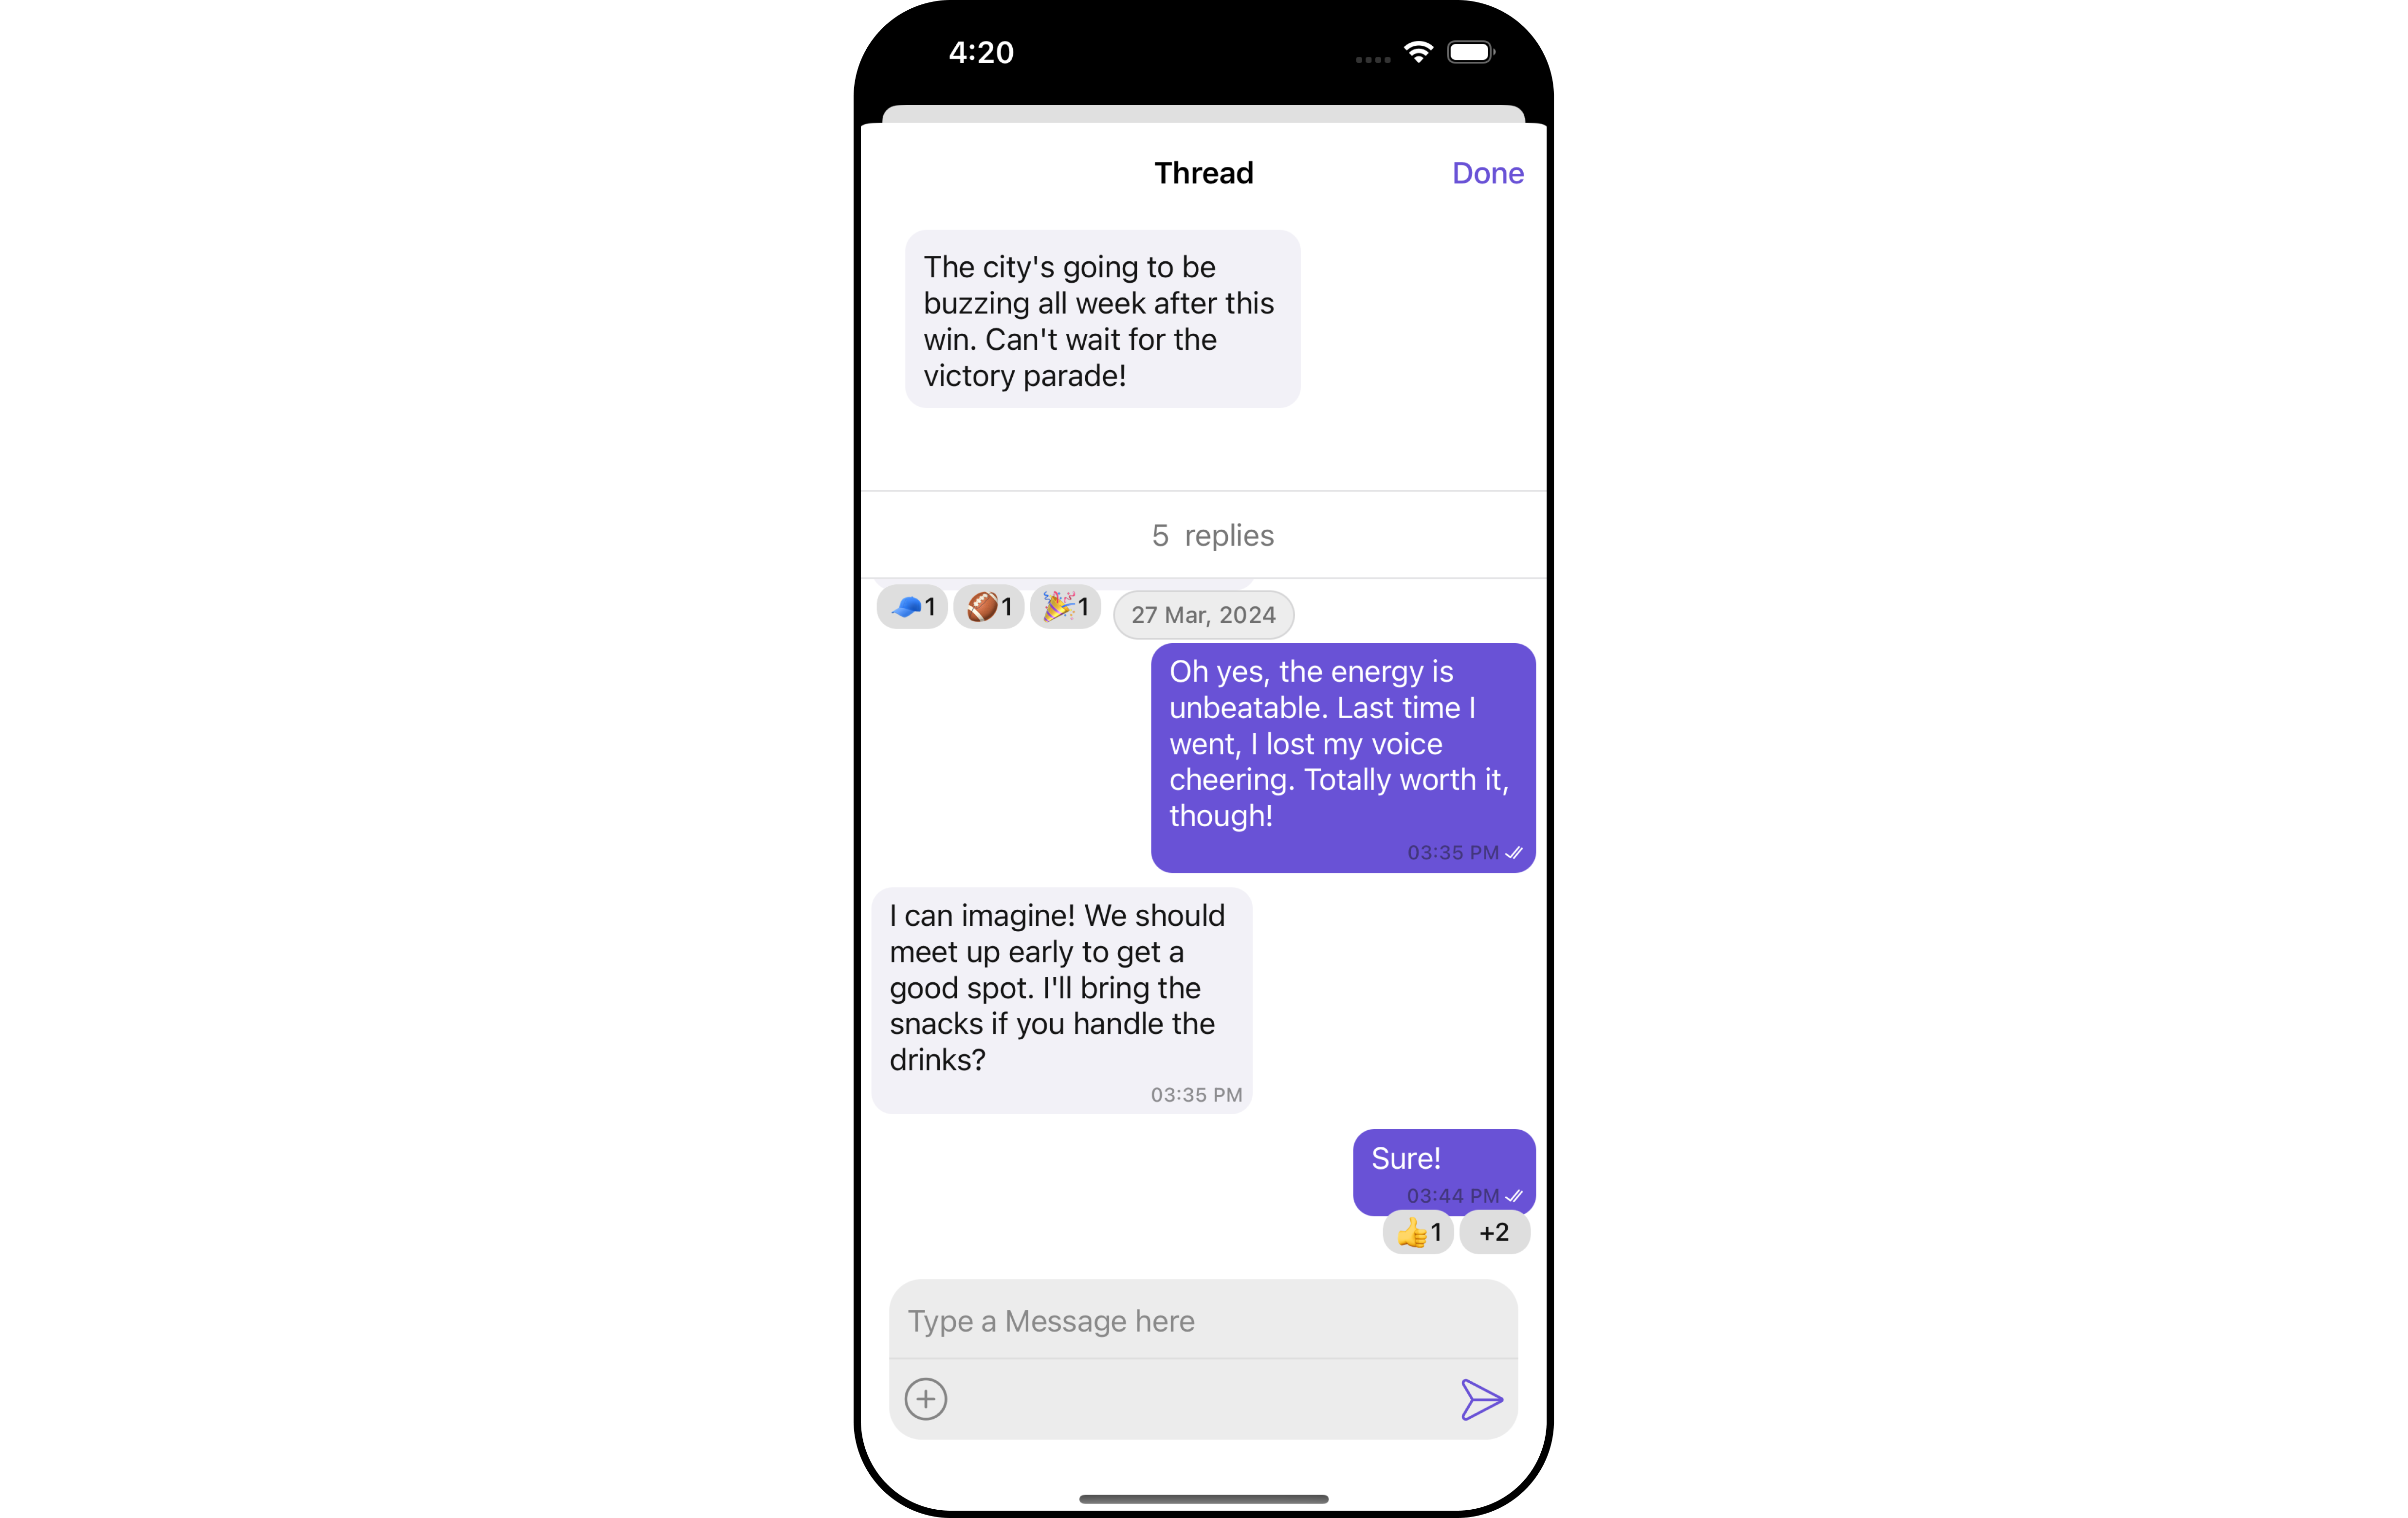 4:20
Thread
Done
The city's going to be
buzzing all week after this
win. Can't wait for the
victory parade!
5 replies
🧢1 🏈1 🎉1
27 Mar, 2024
Oh yes, the energy is
unbeatable. Last time I
went, I lost my voice
cheering. Totally worth it,
though!
03:35 PM
I can imagine! We should
meet up early to get a
good spot. I'll bring the
snacks if you handle the
drinks?
03:35 PM
Sure!
03:44 PM
👍1 +2
Type a Message here